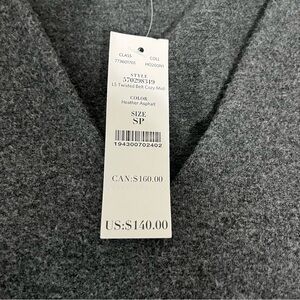 CLASS COLL
STYLE
570298349
LS Twisted Belt Cozy Midi
COLOR
Heather Asphalt
SIZE
SP
194300702402
CAN:$160.00
US:$140.00